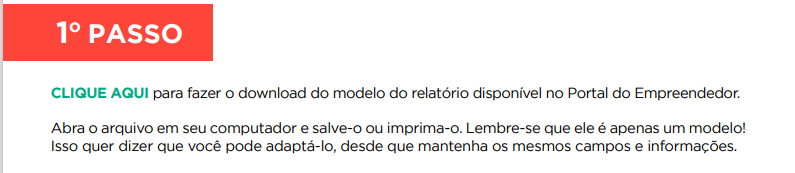 1º PASSO
CLIQUE AQUI para fazer o download do modelo do relatório disponível no Portal do Empreendedor.
Abra o arquivo em seu computador e salve-o ou imprima-o. Lembre-se que ele é apenas um modelo!
Isso quer dizer que você pode adaptá-lo, desde que mantenha os mesmos campos e informações.